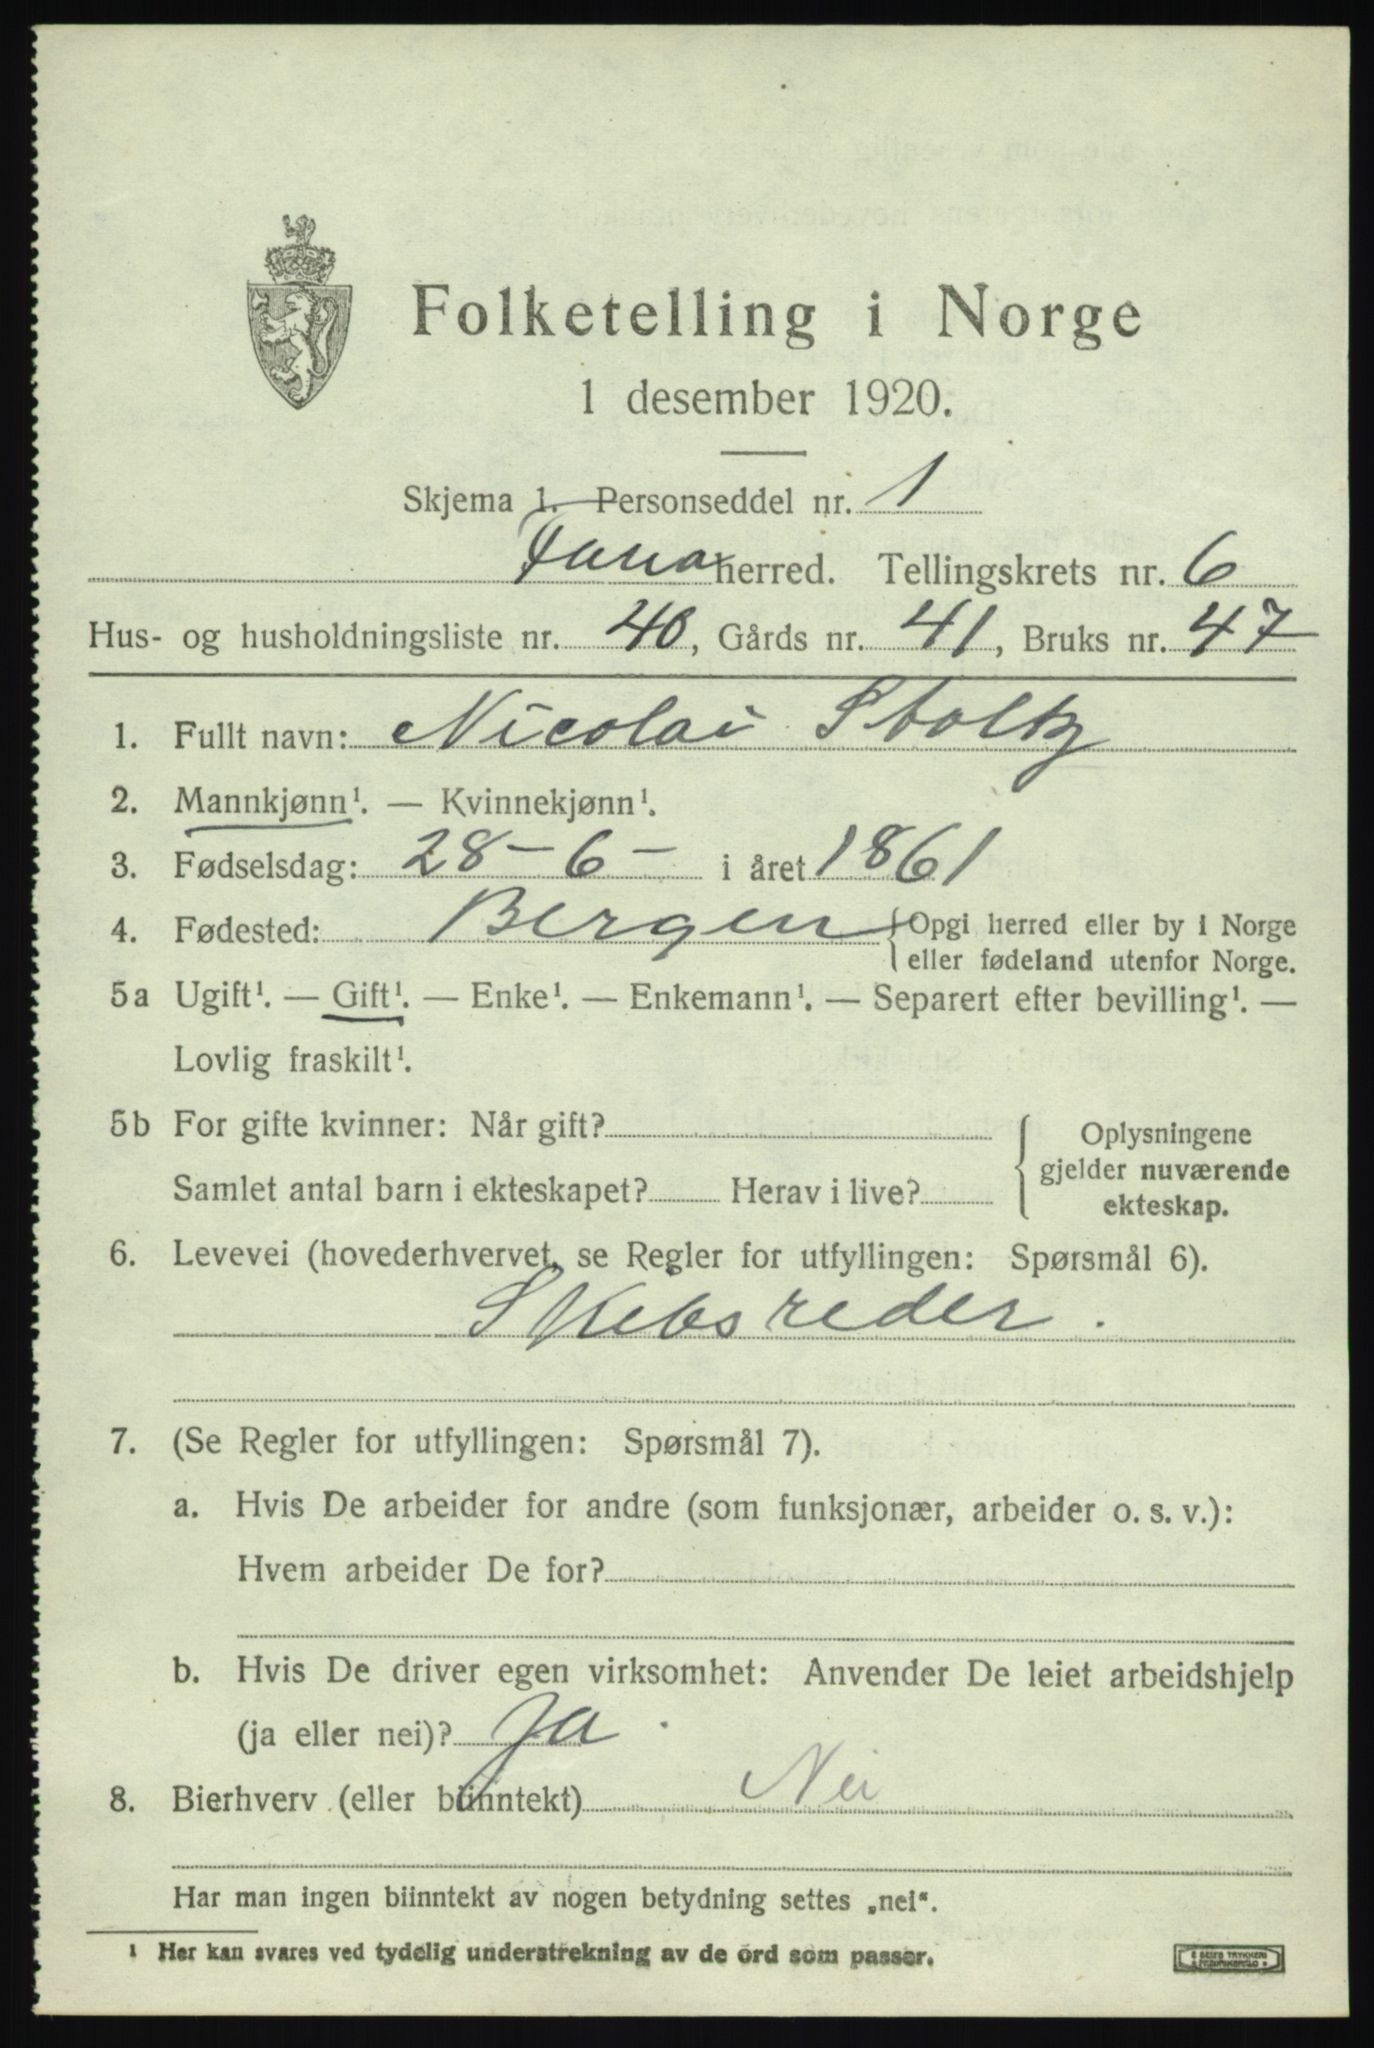 Folketelling i Norge
1 desember 1920.
Skjema 1. Personseddel nr. 1
Fana herred. Tellingskrets nr. 6
Hus- og husholdningsliste nr. 40, Gårds nr. 41, Bruks nr. 47
1. Fullt navn: Nicolai Stoltz
2. Mannkjønn¹. — Kvinnekjønn¹.
3. Fødselsdag: 28-6- i året 1861
4. Fødested: Bergen { Opgi herred eller by i Norge
eller fødeland utenfor Norge.
5a Ugift¹. — Gift¹. — Enke¹. — Enkemann¹. — Separert efter bevilling¹. —
Lovlig fraskilt¹.
5b For gifte kvinner: Når gift?
Samlet antal barn i ekteskapet? Herav i live?
{ Oplysningene
gjelder nuværende
ekteskap.
6. Levevei (hovederhvervet, se Regler for utfyllingen: Spørsmål 6).
Skibsreder.
7. (Se Regler for utfyllingen: Spørsmål 7).
a. Hvis De arbeider for andre (som funksjonær, arbeider o. s. v.):
Hvem arbeider De for?
b. Hvis De driver egen virksomhet: Anvender De leiet arbeidshjelp
(ja eller nei)? Ja.
8. Bierhverv (eller biinntekt) Nei
Har man ingen biinntekt av nogen betydning settes „nei“.
¹ Her kan svares ved tydelig understrekning av de ord som passer.